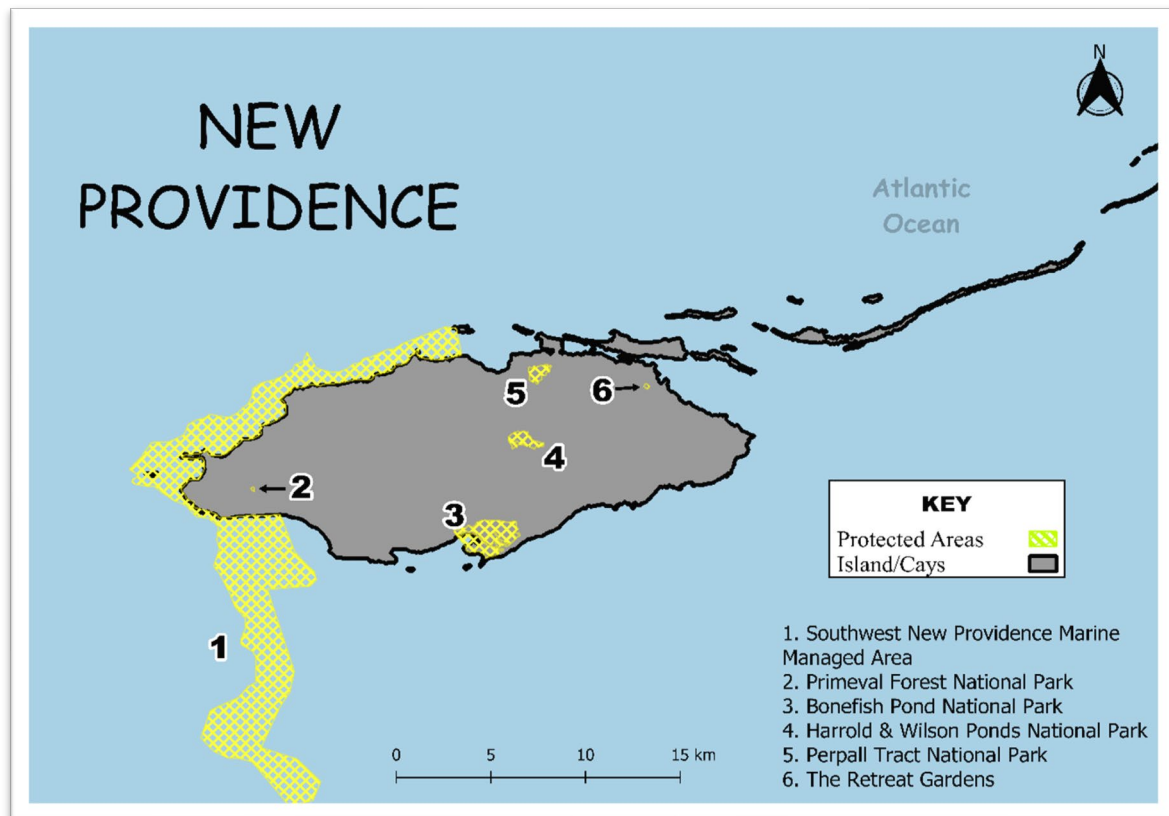 NEW
PROVIDENCE
N
Atlantic
Ocean
5
6
4
2
3
1
KEY
Protected Areas
Island/Cays
1. Southwest New Providence Marine
Managed Area
2. Primeval Forest National Park
3. Bonefish Pond National Park
4. Harrold & Wilson Ponds National Park
5. Perpall Tract National Park
6. The Retreat Gardens
0 5 10 15 km